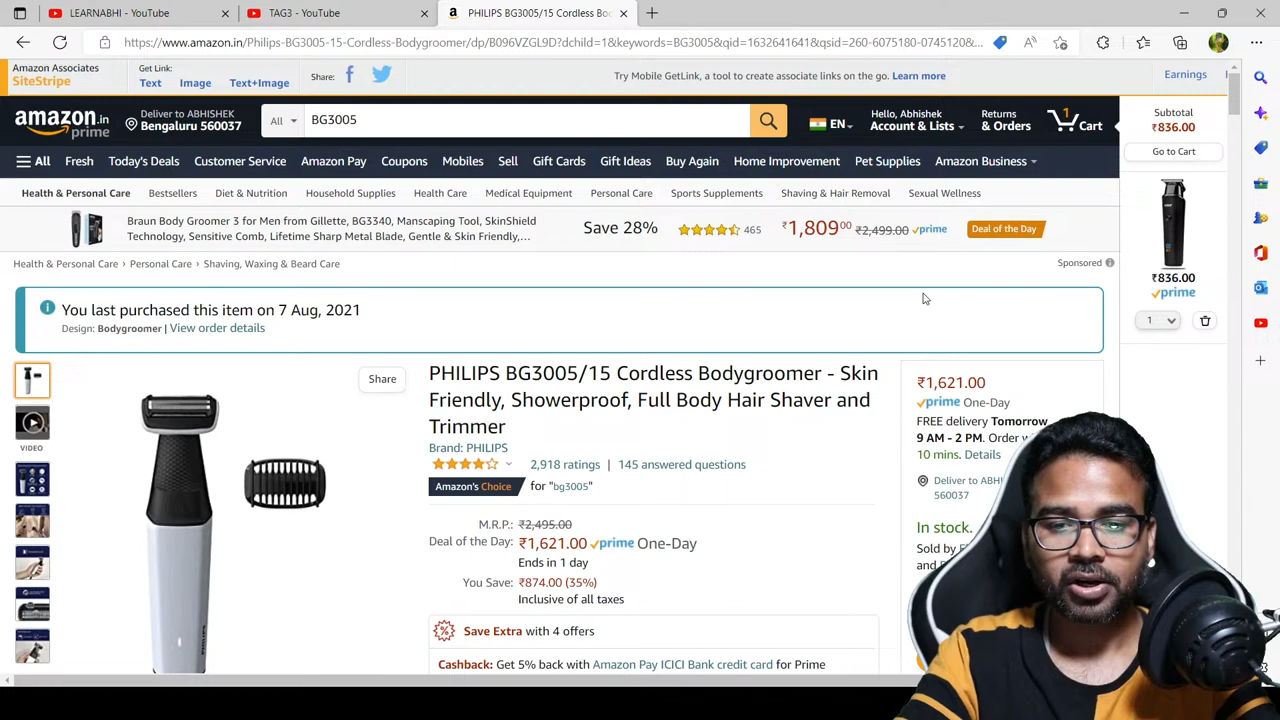 LEARNABHI - YouTube
TAG3 - YouTube
PHILIPS BG3005/15 Cordless Bo
https://www.amazon.in/Philips-BG3005-15-Cordless-Bodygroomer/dp/B096VZGL9D?dchild=1&keywords=BG3005&qid=1632641641&qsid=260-6075180-0745120&...
Amazon Associates
SiteStripe
Get Link:
Text Image Text+Image
Share:
Try Mobile GetLink, a tool to create associate links on the go. Learn more
Earnings
amazon.in
prime
Deliver to ABHISHEK
Bengaluru 560037
All BG3005
EN
Hello, Abhishek
Account & Lists
Returns
& Orders
1
Cart
Subtotal
₹836.00
Go to Cart
₹836.00
prime
1
All Fresh Today's Deals Customer Service Amazon Pay Coupons Mobiles Sell Gift Cards Gift Ideas Buy Again Home Improvement Pet Supplies Amazon Business
Health & Personal Care Bestsellers Diet & Nutrition Household Supplies Health Care Medical Equipment Personal Care Sports Supplements Shaving & Hair Removal Sexual Wellness
Braun Body Groomer 3 for Men from Gillette, BG3340, Manscaping Tool, SkinShield
Technology, Sensitive Comb, Lifetime Sharp Metal Blade, Gentle & Skin Friendly,...
Save 28%
465
₹1,809.00 ₹2,499.00 prime
Deal of the Day
Health & Personal Care › Personal Care › Shaving, Waxing & Beard Care
Sponsored
You last purchased this item on 7 Aug, 2021
Design: Bodygroomer | View order details
Share
VIDEO
PHILIPS
PHILIPS BG3005/15 Cordless Bodygroomer - Skin
Friendly, Showerproof, Full Body Hair Shaver and
Trimmer
Brand: PHILIPS
2,918 ratings | 145 answered questions
Amazon's Choice for "bg3005"
M.R.P.: ₹2,495.00
Deal of the Day: ₹1,621.00 prime One-Day
Ends in 1 day
You Save: ₹874.00 (35%)
Inclusive of all taxes
Save Extra with 4 offers
Cashback: Get 5% back with Amazon Pay ICICI Bank credit card for Prime
₹1,621.00
prime One-Day
FREE delivery Tomorrow
9 AM - 2 PM. Order
10 mins. Details
Deliver to ABH
560037
In stock.
Sold by
and